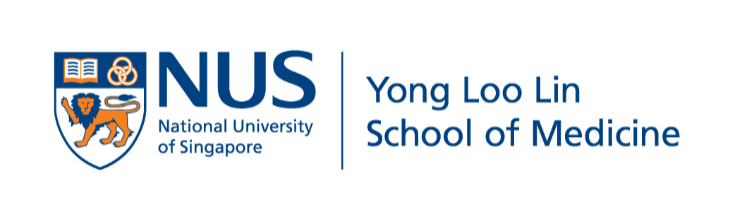 NUS
National University
of Singapore
Yong Loo Lin
School of Medicine